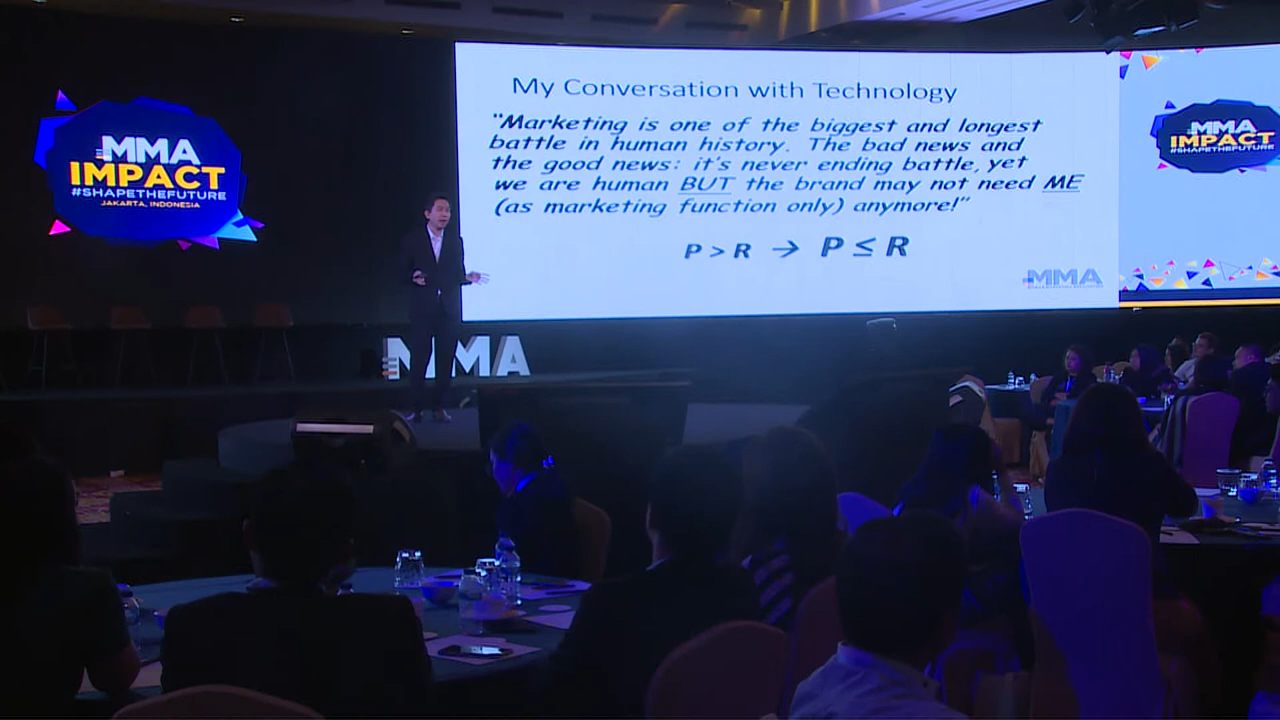 MMA
IMPACT
#SHAPETHEFUTURE
JAKARTA, INDONESIA
My Conversation with Technology
"Marketing is one of the biggest and longest
battle in human history. The bad news and
the good news: it's never ending battle, yet
we are human BUT the brand may not need ME
(as marketing function only) anymore!"
P > R → P ≤ R
MMA
MMA
IMPACT
#SHAPETHEFUTURE
MMA